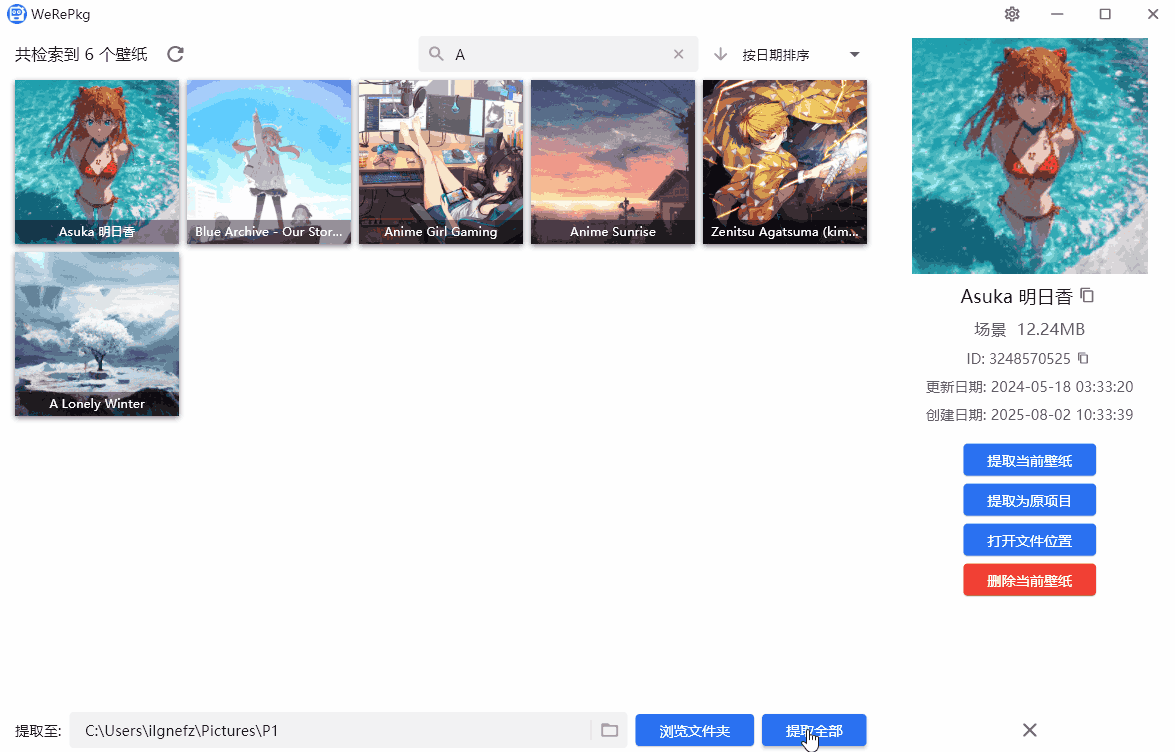 WeRePkg
共检索到 6 个壁纸
A
按日期排序
Asuka 明日香
Blue Archive - Our Stor...
Anime Girl Gaming
Anime Sunrise
Zenitsu Agatsuma (kim...
A Lonely Winter
Asuka 明日香
场景 12.24MB
ID: 3248570525
更新日期: 2024-05-18 03:33:20
创建日期: 2025-08-02 10:33:39
提取当前壁纸
提取为原项目
打开文件位置
删除当前壁纸
提取至:
C:\Users\ilgnefz\Pictures\P1
浏览文件夹
提取全部